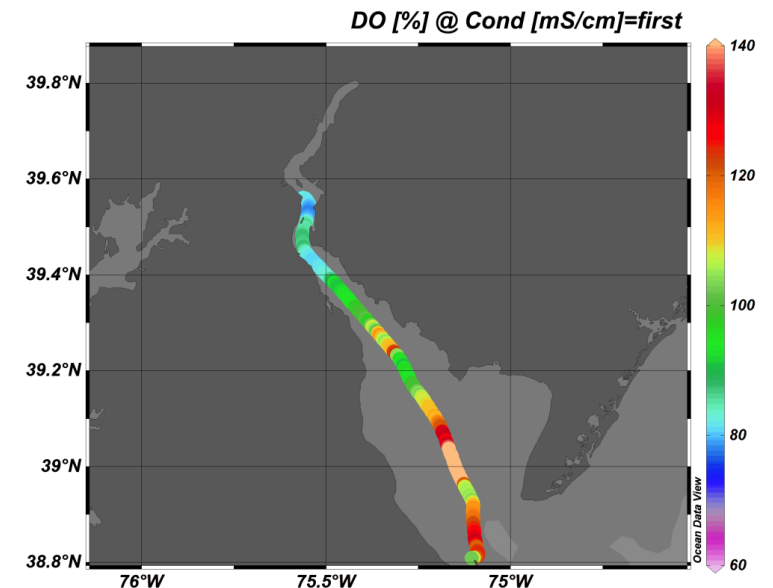 DO [%] @ Cond [mS/cm]=first
39.8°N
39.6°N
39.4°N
39.2°N
39°N
38.8°N
76°W
75.5°W
75°W
140
120
100
80
60
Ocean Data View